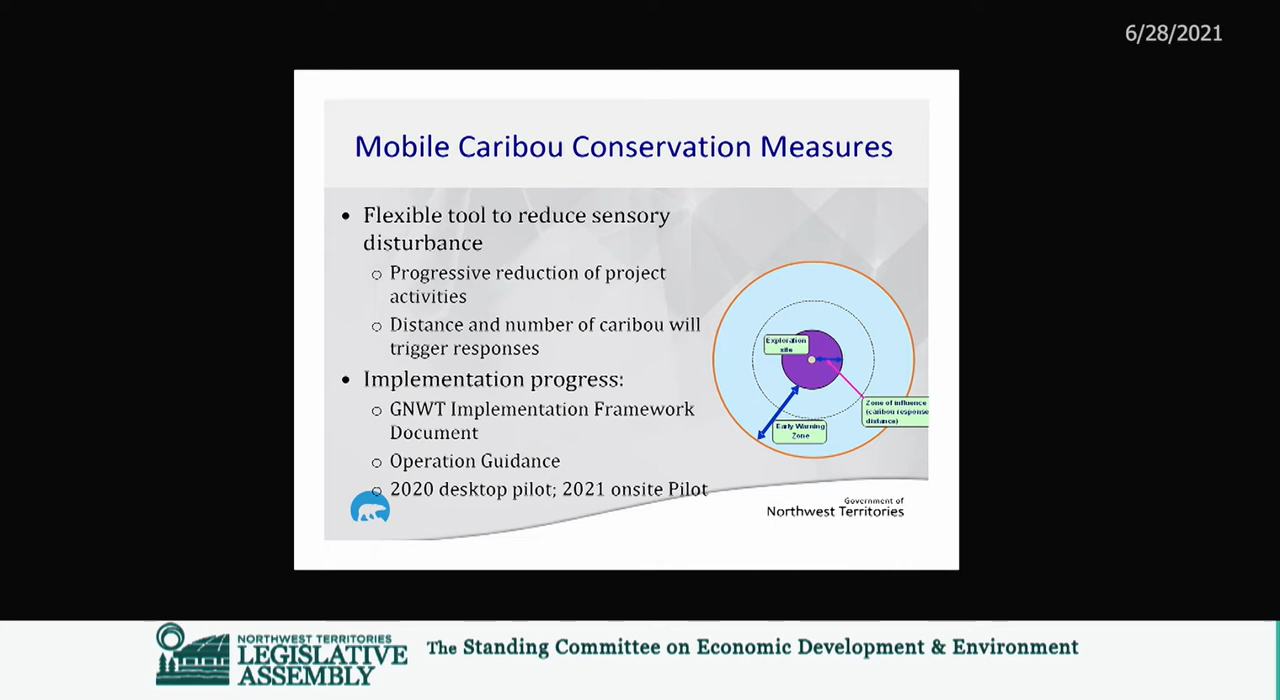 6/28/2021
Mobile Caribou Conservation Measures
• Flexible tool to reduce sensory
disturbance
o Progressive reduction of project
activities
o Distance and number of caribou will
trigger responses
• Implementation progress:
o GNWT Implementation Framework
Document
o Operation Guidance
o 2020 desktop pilot; 2021 onsite Pilot
Exploration
site
Zone of influence
(caribou response
distance)
Early Warning
Zone
Government of
Northwest Territories
NORTHWEST TERRITORIES
LEGISLATIVE
ASSEMBLY
The Standing Committee on Economic Development & Environment